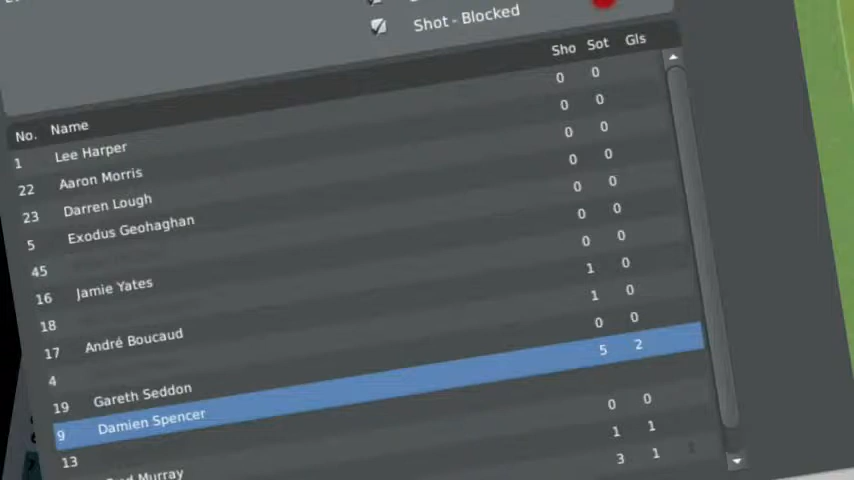 Shot - Blocked
No. Name Sho Sot Gls
1 Lee Harper 0 0
22 Aaron Morris 0 0
23 Darren Lough 0 0
5 Exodus Geohaghan 0 0
45 0 0
16 Jamie Yates 0 0
18 0 0
17 André Boucaud 1 0
4 1 0
19 Gareth Seddon 0 0
9 Damien Spencer 5 2
13
Murray 0 0
1 1
3 1